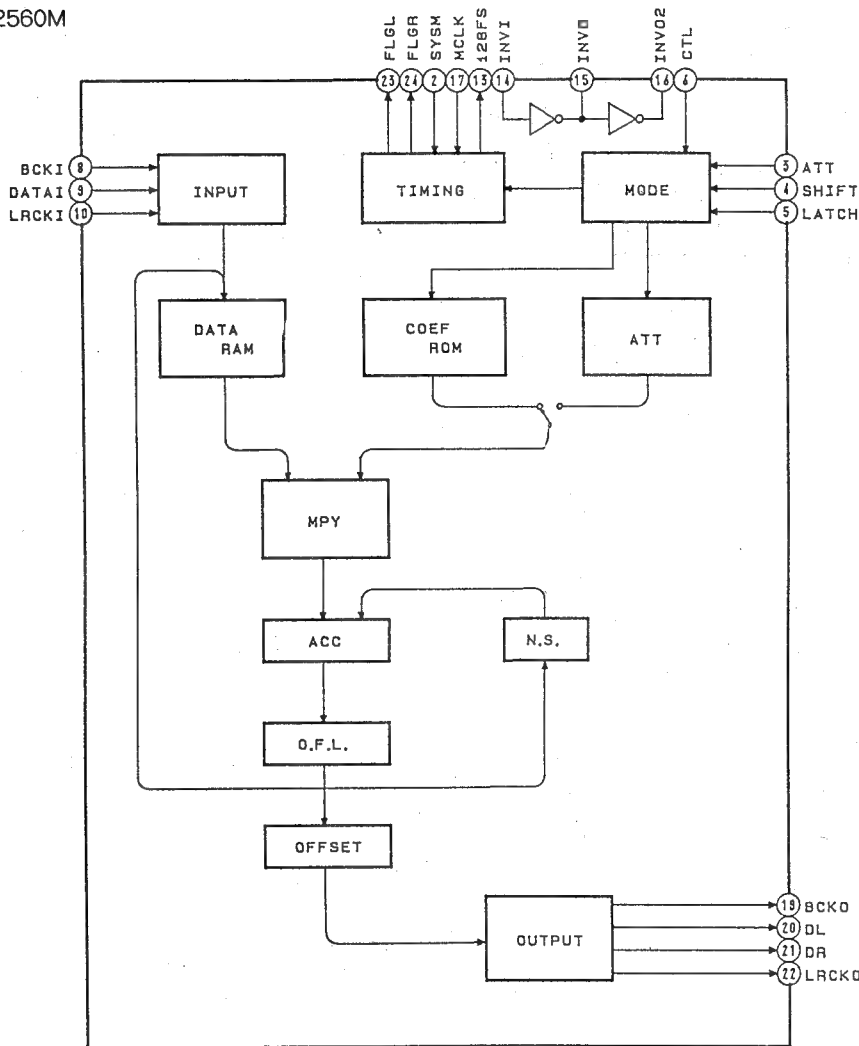 2560M
FLGL
FLGR
SYSM
MCLK
128FS
INVI
INVO
INVO2
CTL
23
24
2
17
13
14
15
16
6
BCKI 8
DATAI 9
LRCKI 10
INPUT
TIMING
MODE
3 ATT
4 SHIFT
5 LATCH
DATA
RAM
COEF
ROM
ATT
MPY
ACC
N.S.
O.F.L.
OFFSET
OUTPUT
19 BCKO
20 DL
21 DR
22 LRCKO